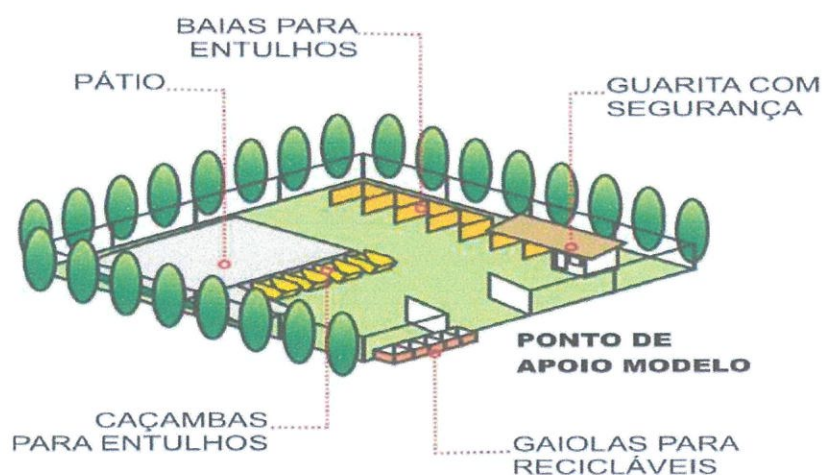 BAIAS PARA
ENTULHOS
PÁTIO
GUARITA COM
SEGURANÇA
PONTO DE
APOIO MODELO
CAÇAMBAS
PARA ENTULHOS
GAIOLAS PARA
RECICLÁVEIS